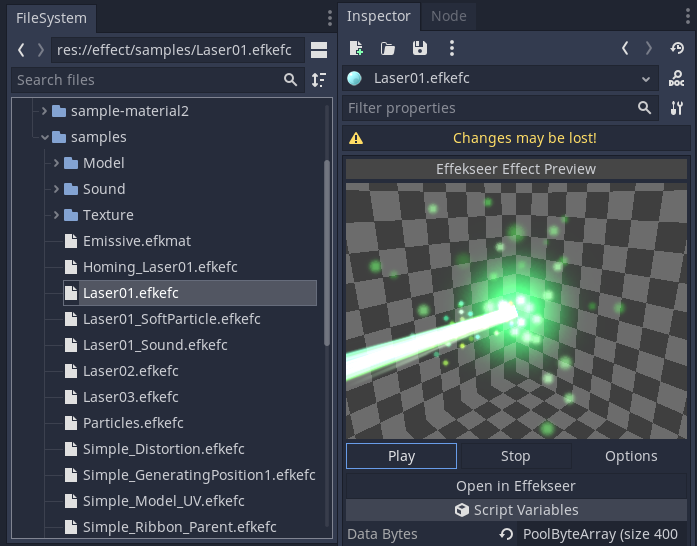 FileSystem
res://effect/samples/Laser01.efkefc
Search files
sample-material2
samples
Model
Sound
Texture
Emissive.efkmat
Homing_Laser01.efkefc
Laser01.efkefc
Laser01_SoftParticle.efkefc
Laser01_Sound.efkefc
Laser02.efkefc
Laser03.efkefc
Particles.efkefc
Simple_Distortion.efkefc
Simple_GeneratingPosition1.efkefc
Simple_Model_UV.efkefc
Simple_Ribbon_Parent.efkefc
Inspector Node
Laser01.efkefc
DOC
Filter properties
Changes may be lost!
Effekseer Effect Preview
Play Stop Options
Open in Effekseer
Script Variables
Data Bytes PoolByteArray (size 400